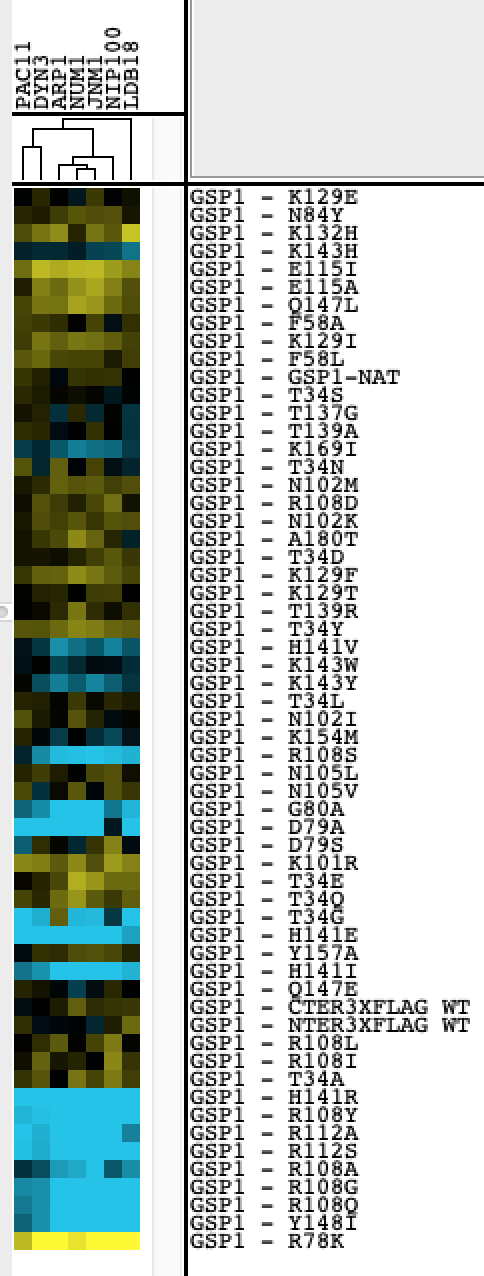 PAC11
DYN3
ARP1
NUM1
JNM1
NIP100
LDB18
GSP1 - K129E
GSP1 - N84Y
GSP1 - K132H
GSP1 - K143H
GSP1 - E115I
GSP1 - E115A
GSP1 - Q147L
GSP1 - F58A
GSP1 - K129I
GSP1 - F58L
GSP1 - GSP1-NAT
GSP1 - T34S
GSP1 - T137G
GSP1 - T139A
GSP1 - K169I
GSP1 - T34N
GSP1 - N102M
GSP1 - R108D
GSP1 - N102K
GSP1 - A180T
GSP1 - T34D
GSP1 - K129F
GSP1 - K129T
GSP1 - T139R
GSP1 - T34Y
GSP1 - H141V
GSP1 - K143W
GSP1 - K143Y
GSP1 - T34L
GSP1 - N102I
GSP1 - K154M
GSP1 - R108S
GSP1 - N105L
GSP1 - N105V
GSP1 - G80A
GSP1 - D79A
GSP1 - D79S
GSP1 - K101R
GSP1 - T34E
GSP1 - T34Q
GSP1 - T34G
GSP1 - H141E
GSP1 - Y157A
GSP1 - H141I
GSP1 - Q147E
GSP1 - CTER3XFLAG WT
GSP1 - NTER3XFLAG WT
GSP1 - R108L
GSP1 - R108I
GSP1 - T34A
GSP1 - H141R
GSP1 - R108Y
GSP1 - R112A
GSP1 - R112S
GSP1 - R108A
GSP1 - R108G
GSP1 - R108Q
GSP1 - Y148I
GSP1 - R78K